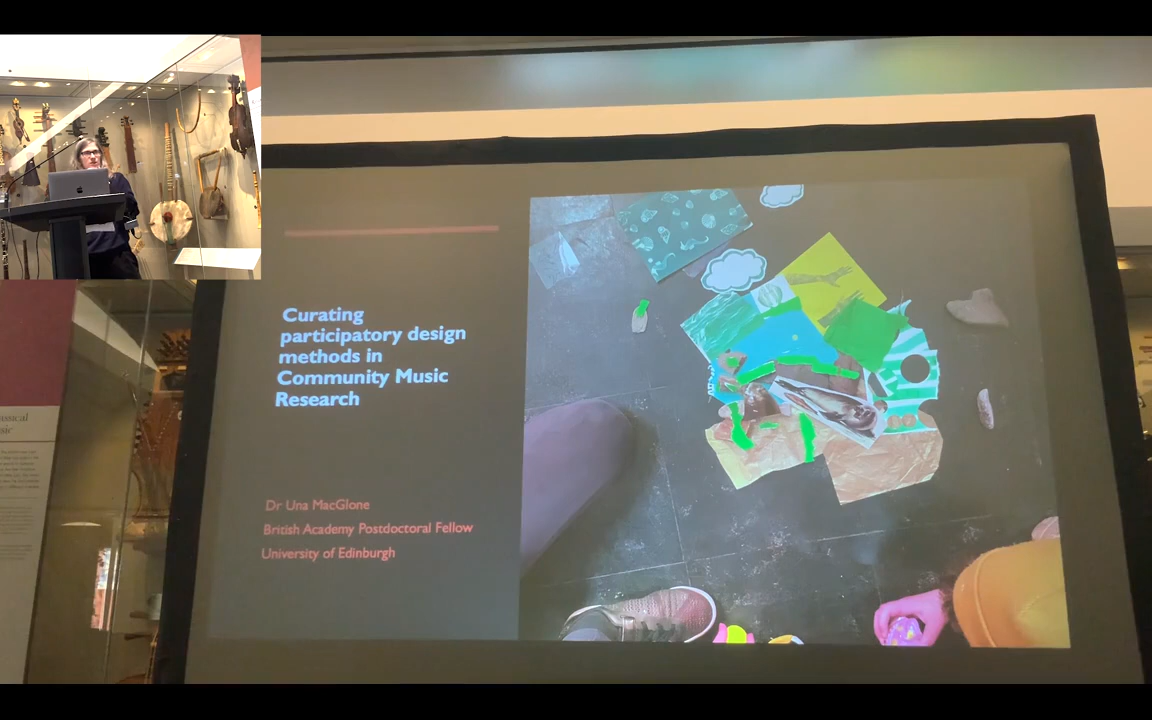 Curating
participatory design
methods in
Community Music
Research
Dr Una MacGlone
British Academy Postdoctoral Fellow
University of Edinburgh